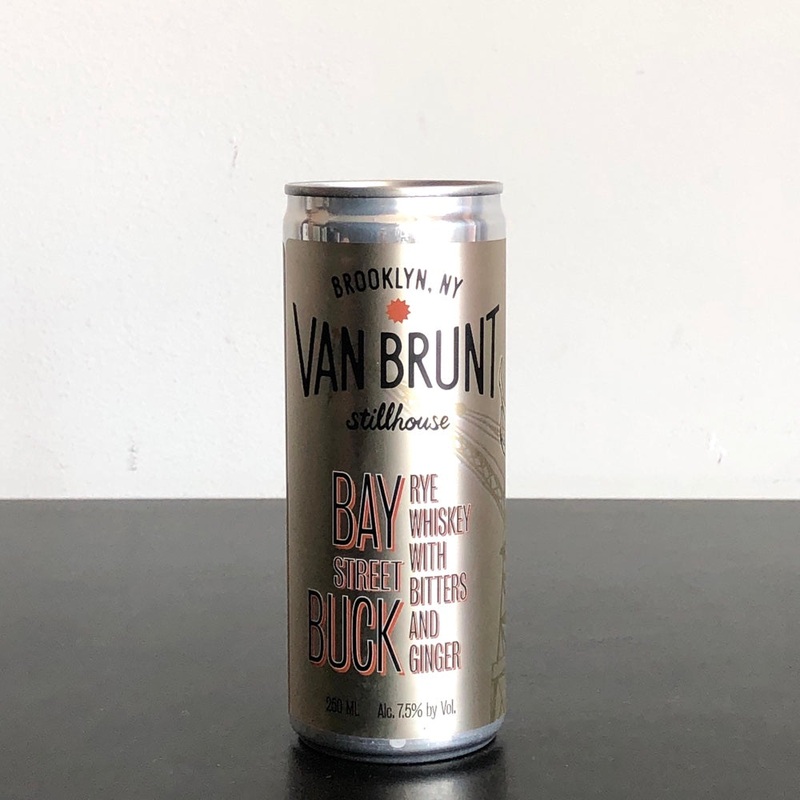 BROOKLYN, NY
VAN BRUNT
stillhouse
BAY
STREET
BUCK
RYE
WHISKEY
WITH
BITTERS
AND
GINGER
250 ML Alc. 7.5% by Vol.